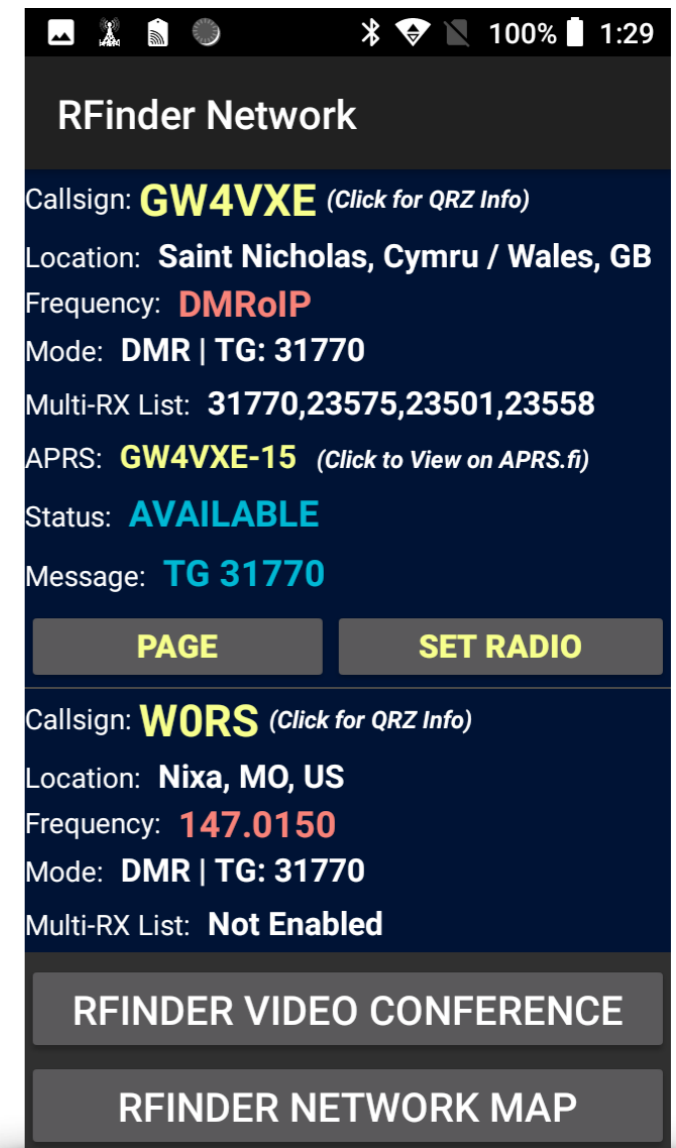 100% 1:29
RFinder Network
Callsign: GW4VXE (Click for QRZ Info)
Location: Saint Nicholas, Cymru / Wales, GB
Frequency: DMRoIP
Mode: DMR | TG: 31770
Multi-RX List: 31770,23575,23501,23558
APRS: GW4VXE-15 (Click to View on APRS.fi)
Status: AVAILABLE
Message: TG 31770
PAGE SET RADIO
Callsign: W0RS (Click for QRZ Info)
Location: Nixa, MO, US
Frequency: 147.0150
Mode: DMR | TG: 31770
Multi-RX List: Not Enabled
RFINDER VIDEO CONFERENCE
RFINDER NETWORK MAP